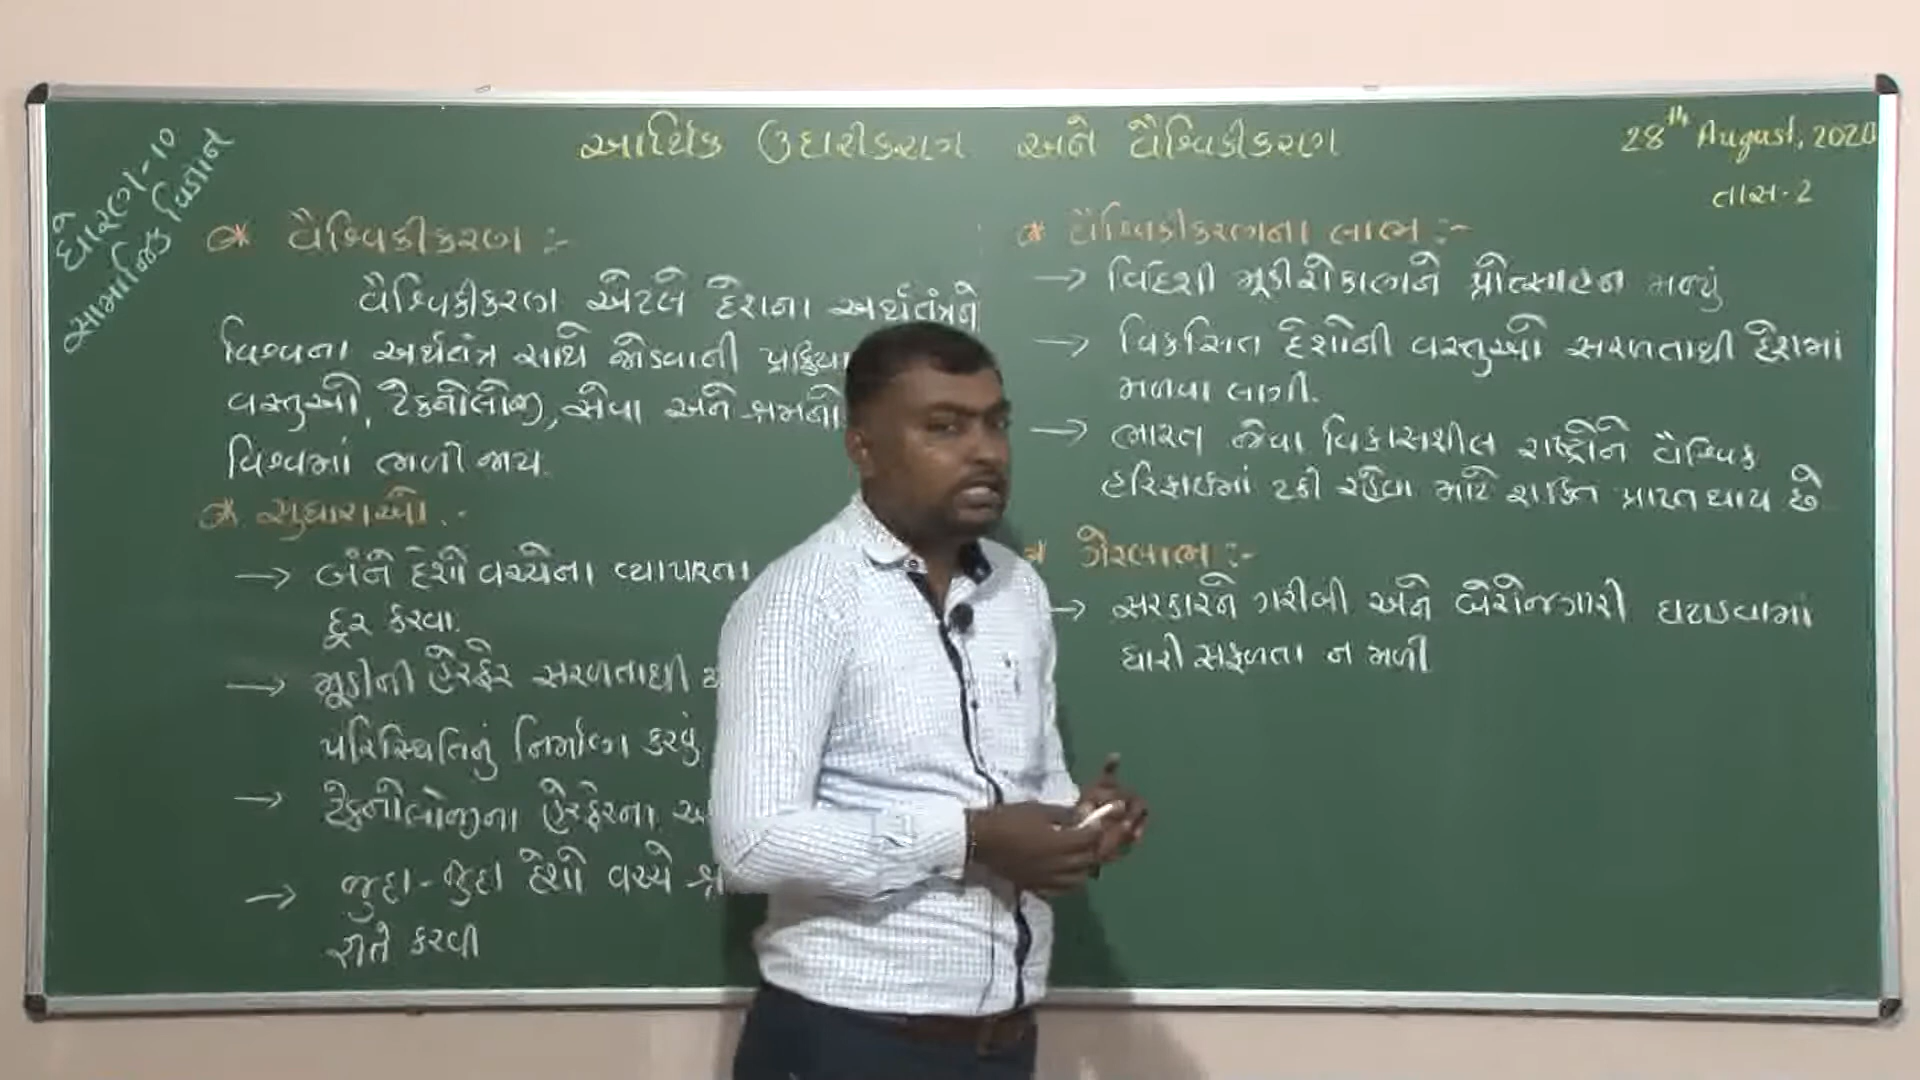 ધોરણ-10
સામાજિક વિજ્ઞાન
આર્થિક ઉદારીકરણ અને વૈશ્વિકીકરણ
28th August, 2020
તાસ-2
* વૈશ્વિકીકરણ :-
વૈશ્વિકીકરણ એટલે દેશના અર્થતંત્રને
વિશ્વના અર્થતંત્ર સાથે જોડવાની પ્રક્રિયા
વસ્તુઓ, ટેકનોલોજી, સેવા અને શ્રમનો
વિશ્વમાં ભળી જાય.
* સુધારાઓ :-
→ બંને દેશો વચ્ચેના વ્યાપારના
દૂર કરવા.
→ મૂડીની હેરફેર સરળતાથી
પરિસ્થિતિનું નિર્માણ કરવું.
→ ટેકનોલોજીના હેરફેરના
→ જુદા-જુદા દેશો વચ્ચે
રીતે કરવી
* વૈશ્વિકીકરણના લાભ :-
→ વિદેશી મૂડીરોકાણને પ્રોત્સાહન મળ્યું
→ વિકસિત દેશોની વસ્તુઓ સરળતાથી દેશમાં
મળવા લાગી.
→ ભારત જેવા વિકાસશીલ રાષ્ટ્રોને વૈશ્વિક
હરિફાઈમાં ટકી રહેવા માટે શક્તિ પ્રાપ્ત થાય છે
* ગેરલાભ :-
→ સરકારને ગરીબી અને બેરોજગારી ઘટાડવામાં
ધારી સફળતા ન મળી